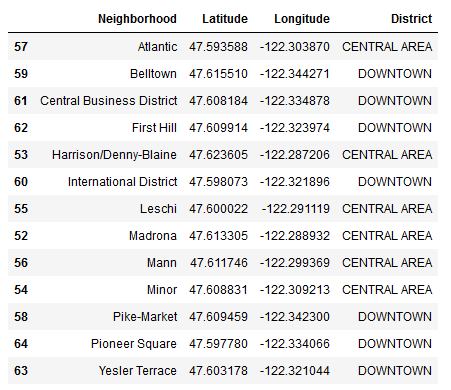 Neighborhood Latitude Longitude District
57 Atlantic 47.593588 -122.303870 CENTRAL AREA
59 Belltown 47.615510 -122.344271 DOWNTOWN
61 Central Business District 47.608184 -122.334878 DOWNTOWN
62 First Hill 47.609914 -122.323974 DOWNTOWN
53 Harrison/Denny-Blaine 47.623605 -122.287206 CENTRAL AREA
60 International District 47.598073 -122.321896 DOWNTOWN
55 Leschi 47.600022 -122.291119 CENTRAL AREA
52 Madrona 47.613305 -122.288932 CENTRAL AREA
56 Mann 47.611746 -122.299369 CENTRAL AREA
54 Minor 47.608831 -122.309213 CENTRAL AREA
58 Pike-Market 47.609459 -122.342300 DOWNTOWN
64 Pioneer Square 47.597780 -122.334066 DOWNTOWN
63 Yesler Terrace 47.603178 -122.321044 DOWNTOWN